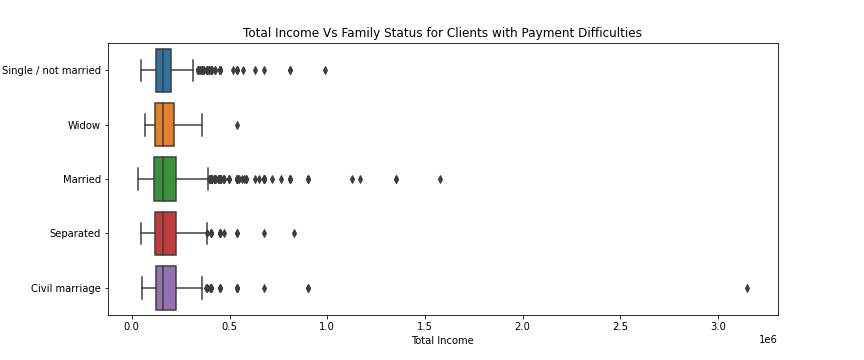 Total Income Vs Family Status for Clients with Payment Difficulties
Single / not married
Widow
Married
Separated
Civil marriage
0.0 0.5 1.0 1.5 2.0 2.5 3.0
1e6
Total Income